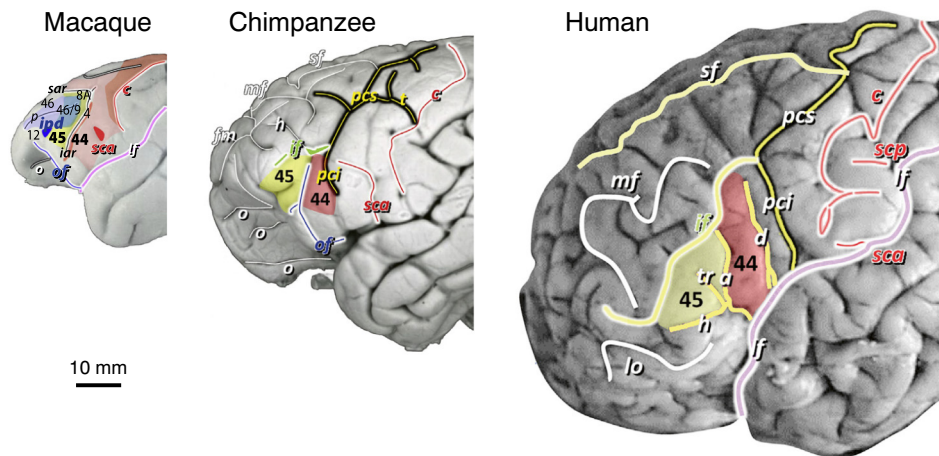 Macaque
Chimpanzee
Human
sar
46
8A
46/9
4
p
ipd
12
45
44
iar
sca
c
o
of
lf
10 mm
sf
mf
fm
h
if
pcs
t
c
45
44
pci
sca
of
o
o
o
sf
pcs
c
scp
lf
mf
if
pci
d
44
tr
a
45
h
sca
lo
lf